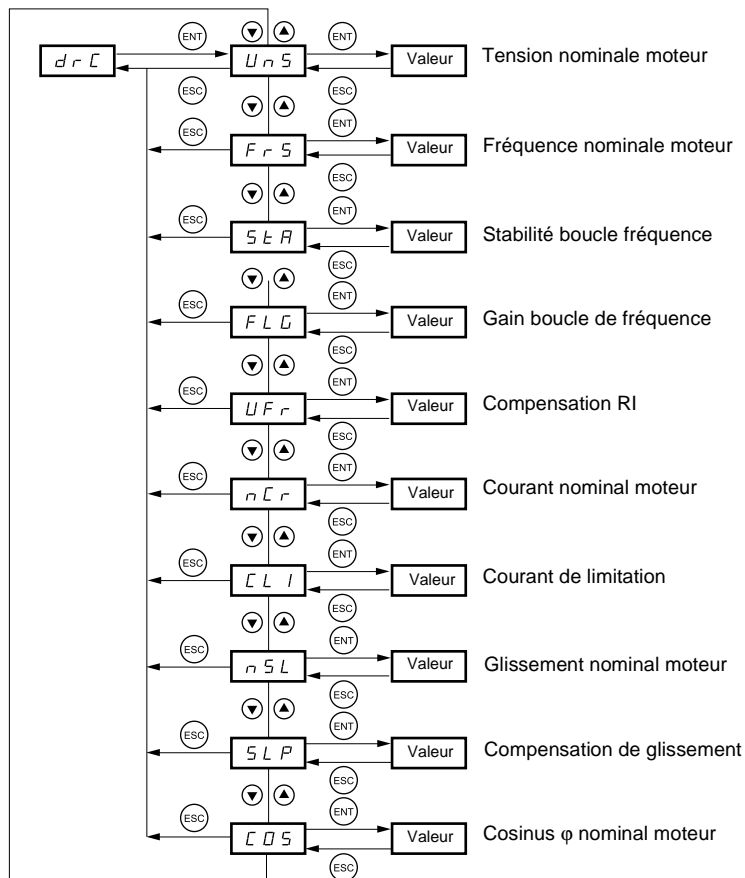 ENT ENT
drC UnS Valeur Tension nominale moteur
ESC ESC
ESC ENT
FrS Valeur Fréquence nominale moteur
ESC
ESC ENT
StA Valeur Stabilité boucle fréquence
ESC
ESC ENT
FLG Valeur Gain boucle de fréquence
ESC
ESC ENT
UFr Valeur Compensation RI
ESC
ESC ENT
nCr Valeur Courant nominal moteur
ESC
ESC ENT
CLI Valeur Courant de limitation
ESC
ESC ENT
nSL Valeur Glissement nominal moteur
ESC
ESC ENT
SLP Valeur Compensation de glissement
ESC
ESC ENT
COS Valeur Cosinus φ nominal moteur
ESC